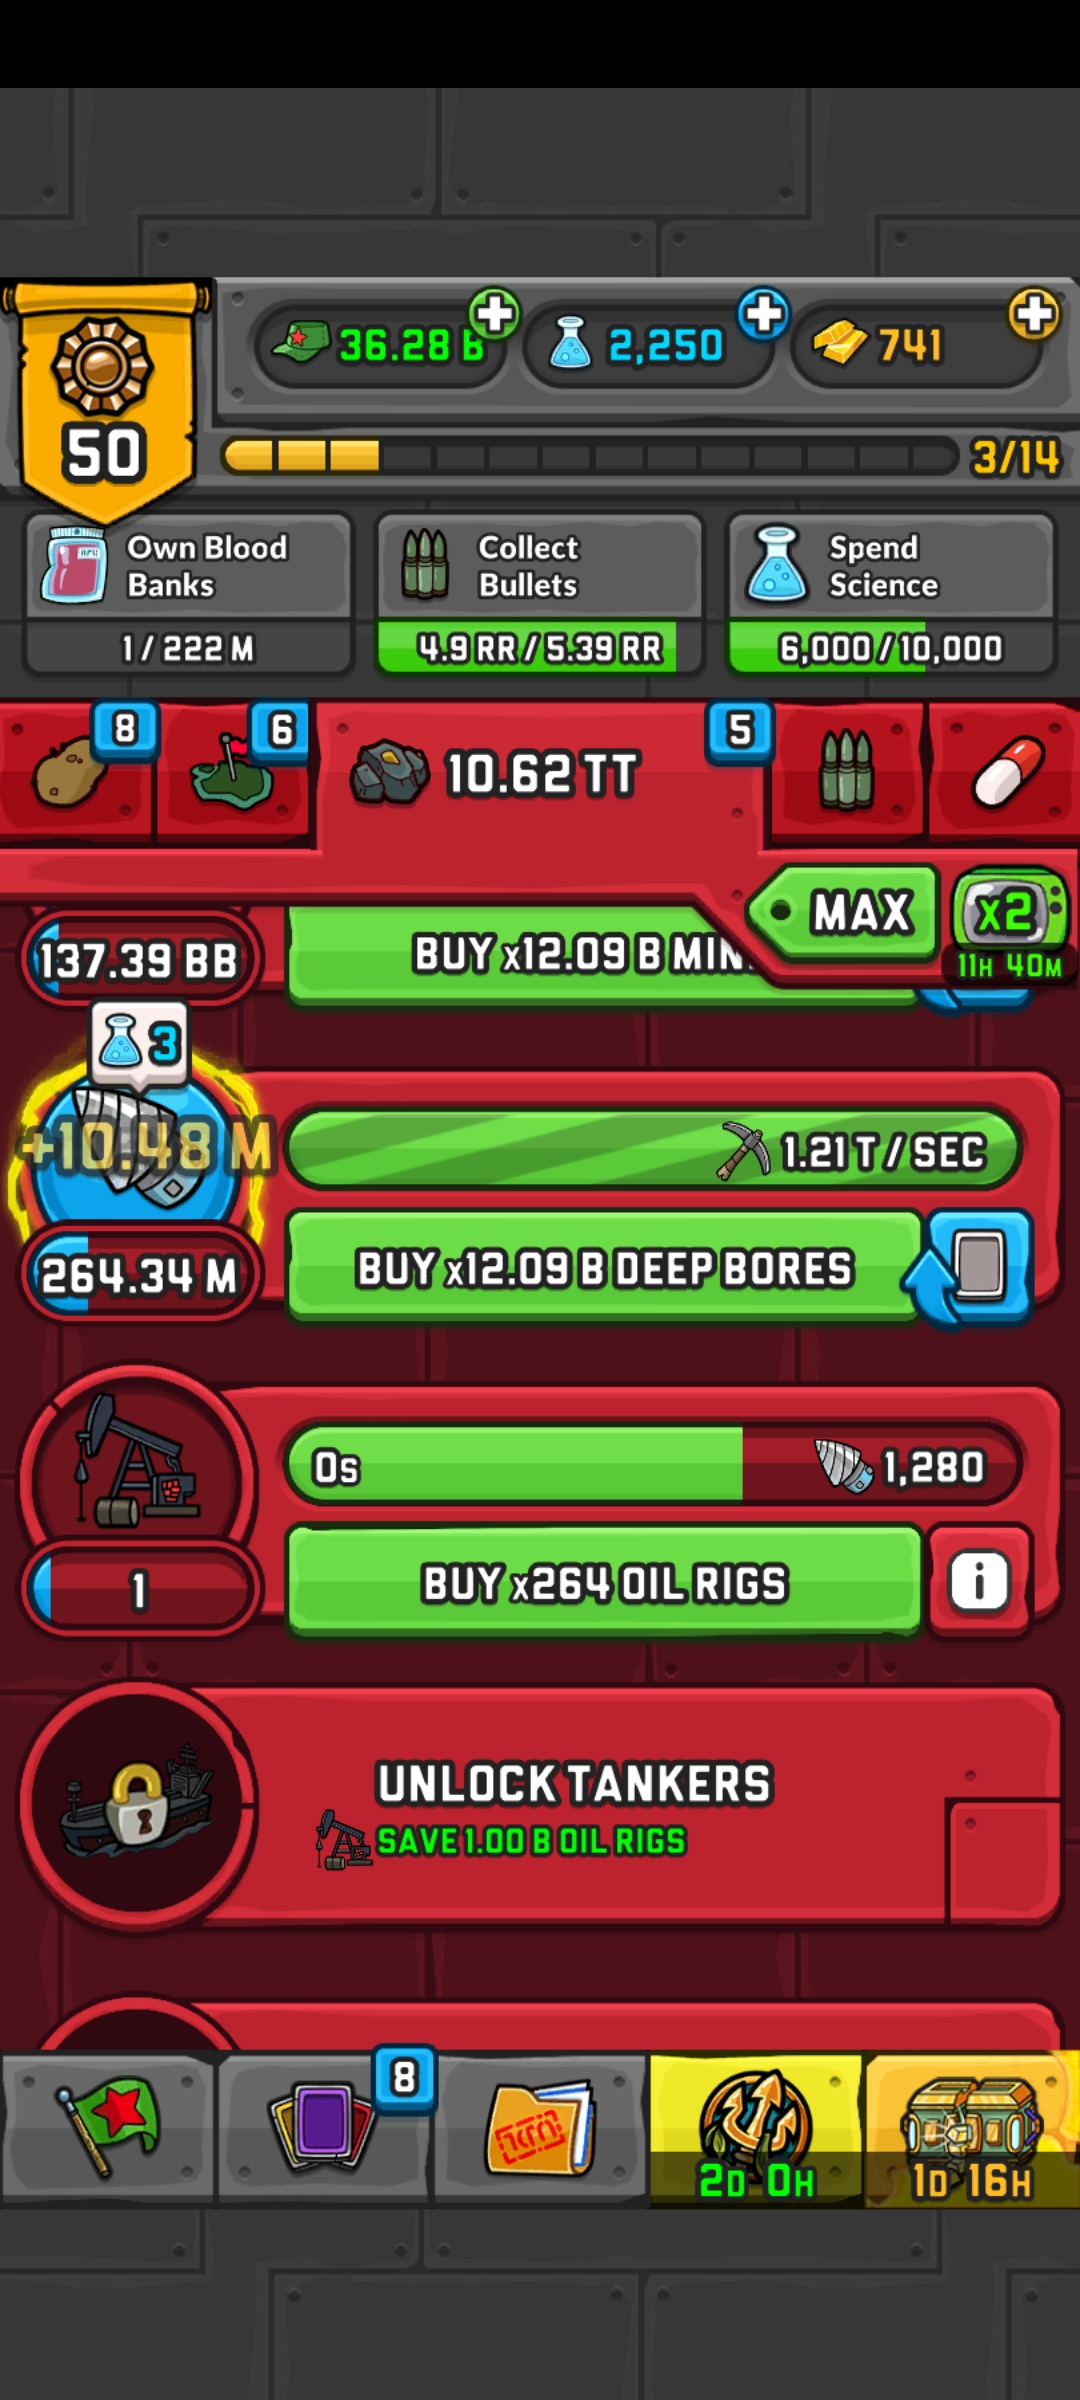 36.28 B
2,250
741
50
3/14
Own Blood
Banks
Collect
Bullets
Spend
Science
1 / 222 M
4.9 RR / 5.39 RR
6,000 / 10,000
8
6
10.62 TT
5
MAX
x2
11H 40M
137.39 BB
BUY x12.09 B MIN
3
+10.48 M
1.21 T / SEC
264.34 M
BUY x12.09 B DEEP BORES
0s
1,280
1
BUY x264 OIL RIGS
i
UNLOCK TANKERS
SAVE 1.00 B OIL RIGS
8
2D 0H
1D 16H